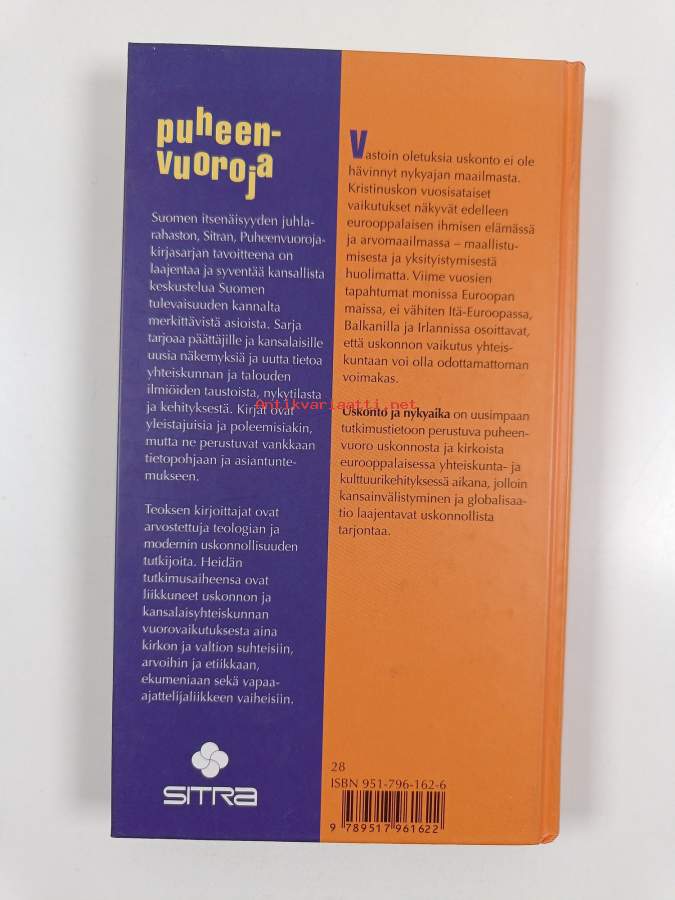 puheen-
vuoroja
Suomen itsenäisyyden juhla-
rahaston, Sitran, Puheenvuoroja-
kirjasarjan tavoitteena on
laajentaa ja syventää kansallista
keskustelua Suomen
tulevaisuuden kannalta
merkittävistä asioista. Sarja
tarjoaa päättäjille ja kansalaisille
uusia näkemyksiä ja uutta tietoa
yhteiskunnan ja talouden
ilmiöiden taustoista, nykytilasta
ja kehityksestä. Kirjat ovat
yleistajuisia ja poleemisiakin,
mutta ne perustuvat vankkaan
tietopohjaan ja asiantunte-
mukseen.
Teoksen kirjoittajat ovat
arvostettuja teologian ja
modernin uskonnollisuuden
tutkijoita. Heidän
tutkimusaiheensa ovat
liikkuneet uskonnon ja
kansalaisyhteiskunnan
vuorovaikutuksesta aina
kirkon ja valtion suhteisiin,
arvoihin ja etiikkaan,
ekumeniaan sekä vapaa-
ajattelijaliikkeen vaiheisiin.
SITRA
Vastoin oletuksia uskonto ei ole
hävinnyt nykyajan maailmasta.
Kristinuskon vuosisataiset
vaikutukset näkyvät edelleen
eurooppalaisen ihmisen elämässä
ja arvomaailmassa – maallistu-
misesta ja yksityistymisestä
huolimatta. Viime vuosien
tapahtumat monissa Euroopan
maissa, ei vähiten Itä-Euroopassa,
Balkanilla ja Irlannissa osoittavat,
että uskonnon vaikutus yhteis-
kuntaan voi olla odottamattoman
voimakas.
Uskonto ja nykyaika on uusimpaan
tutkimustietoon perustuva puheen-
vuoro uskonnosta ja kirkoista
eurooppalaisessa yhteiskunta- ja
kulttuurikehityksessä aikana, jolloin
kansainvälistyminen ja globalisaa-
tio laajentavat uskonnollista
tarjontaa.
28
ISBN 951-796-162-6
9 789517 961622
Antikvariaatti.net